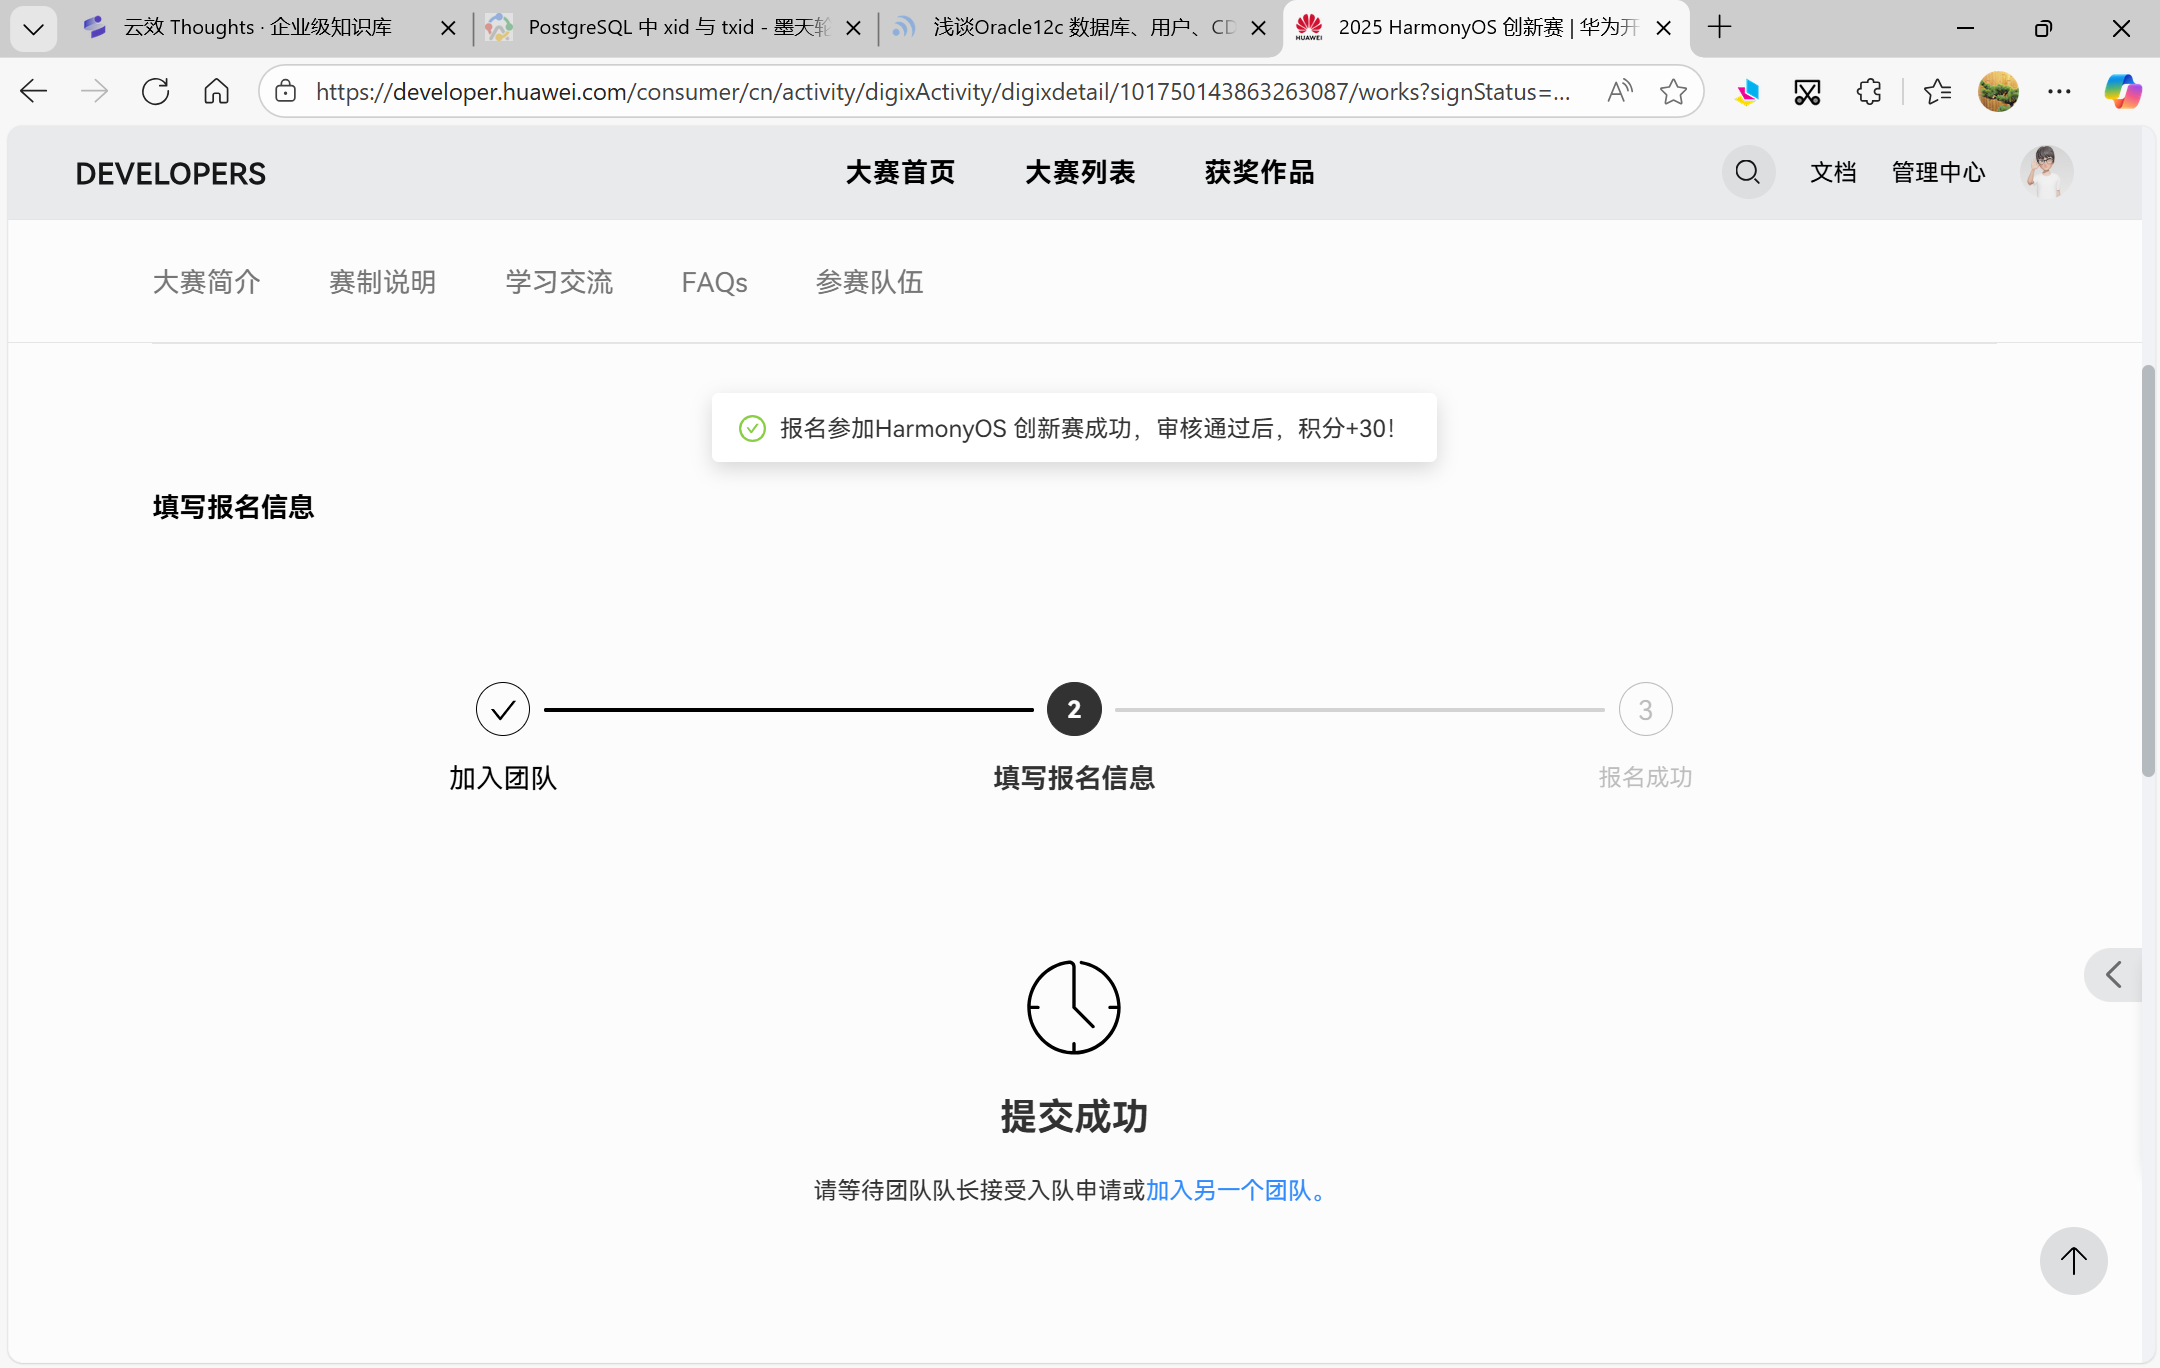 云效 Thoughts · 企业级知识库
PostgreSQL 中 xid 与 txid - 墨天轮
浅谈Oracle12c 数据库、用户、CD
2025 HarmonyOS 创新赛 | 华为开
https://developer.huawei.com/consumer/cn/activity/digixActivity/digixdetail/101750143863263087/works?signStatus=...
DEVELOPERS
大赛首页
大赛列表
获奖作品
文档
管理中心
大赛简介
赛制说明
学习交流
FAQs
参赛队伍
报名参加HarmonyOS 创新赛成功，审核通过后，积分+30！
填写报名信息
2
3
加入团队
填写报名信息
报名成功
提交成功
请等待团队队长接受入队申请或加入另一个团队。